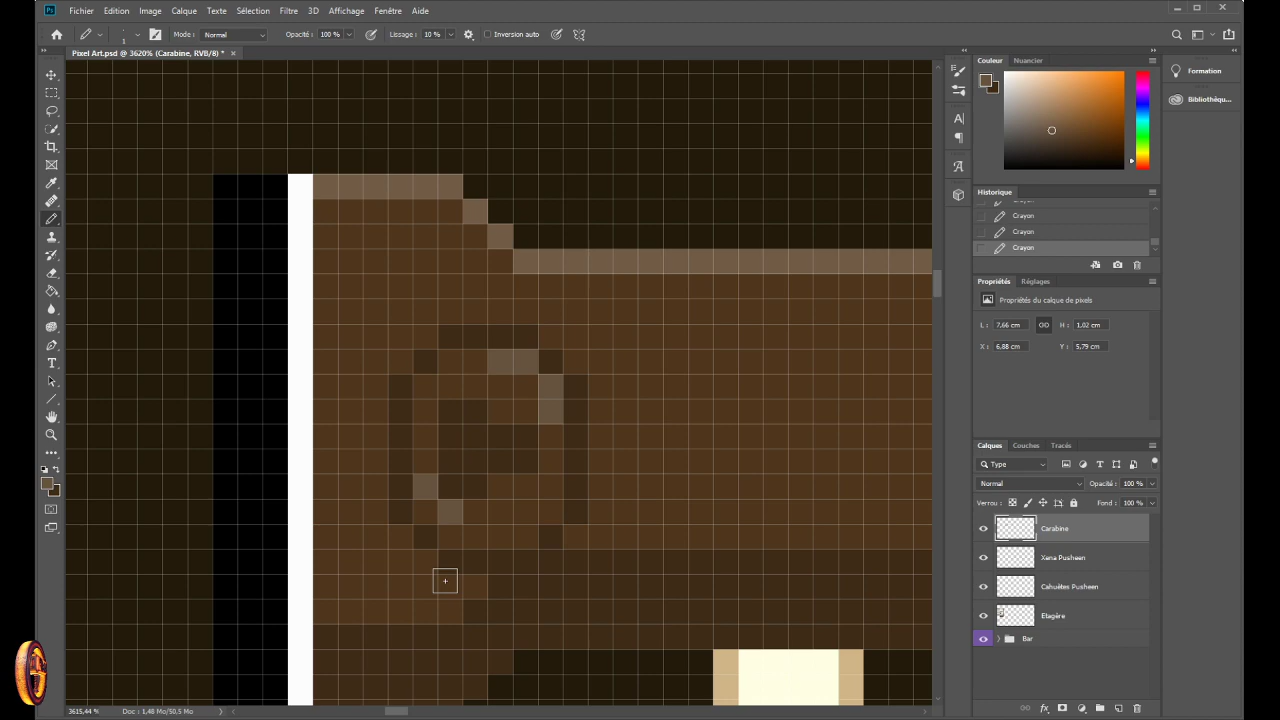 Ps Fichier Edition Image Calque Texte Sélection Filtre 3D Affichage Fenêtre Aide
1 Mode : Normal Opacité : 100 % Lissage : 10 % Inversion auto
Pixel Art.psd @ 3620% (Carabine, RVB/8) * ×
Couleur Nuancier
Formation
Bibliothèqu...
Historique
Crayon
Crayon
Crayon
Propriétés Réglages
Propriétés du calque de pixels
L : 7,66 cm H : 1,02 cm
X : 6,88 cm Y : 5,79 cm
Calques Couches Tracés
Type
Normal Opacité : 100 %
Verrou : Fond : 100 %
Carabine
Xena Pusheen
Cahuètes Pusheen
Etagère
Bar
3615,44 % Doc : 1,48 Mo/50,5 Mo